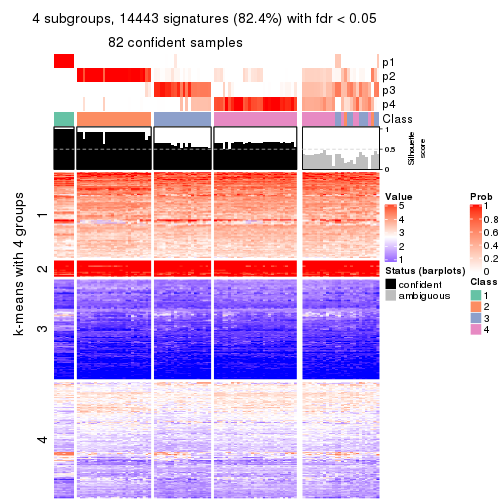 4 subgroups, 14443 signatures (82.4%) with fdr < 0.05
82 confident samples
p1
p2
p3
p4
Class
1
0.5
0
Silhouette
score
k-means with 4 groups
1
2
3
4
Value
5
4
3
2
1
Status (barplots)
confident
ambiguous
Prob
1
0.8
0.6
0.4
0.2
0
Class
1
2
3
4